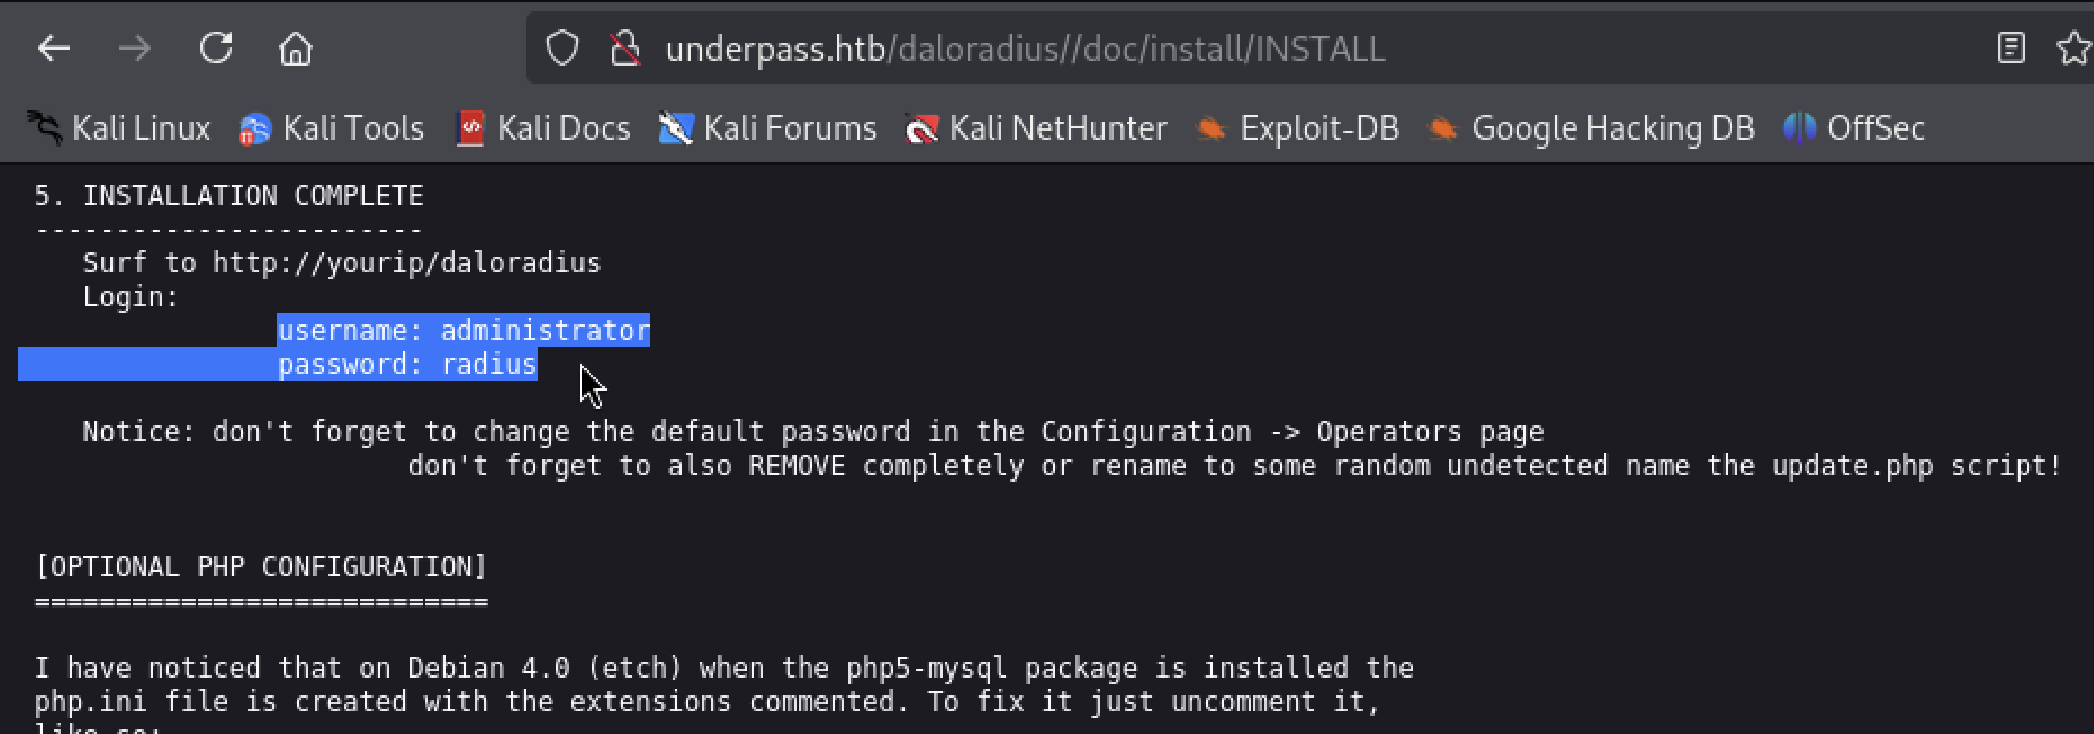 underpass.htb/daloradius//doc/install/INSTALL
Kali Linux Kali Tools Kali Docs Kali Forums Kali NetHunter Exploit-DB Google Hacking DB OffSec
5. INSTALLATION COMPLETE
------------------------
Surf to http://yourip/daloradius
Login:
username: administrator
password: radius
Notice: don't forget to change the default password in the Configuration -> Operators page
don't forget to also REMOVE completely or rename to some random undetected name the update.php script!
[OPTIONAL PHP CONFIGURATION]
============================
I have noticed that on Debian 4.0 (etch) when the php5-mysql package is installed the
php.ini file is created with the extensions commented. To fix it just uncomment it,
like so: